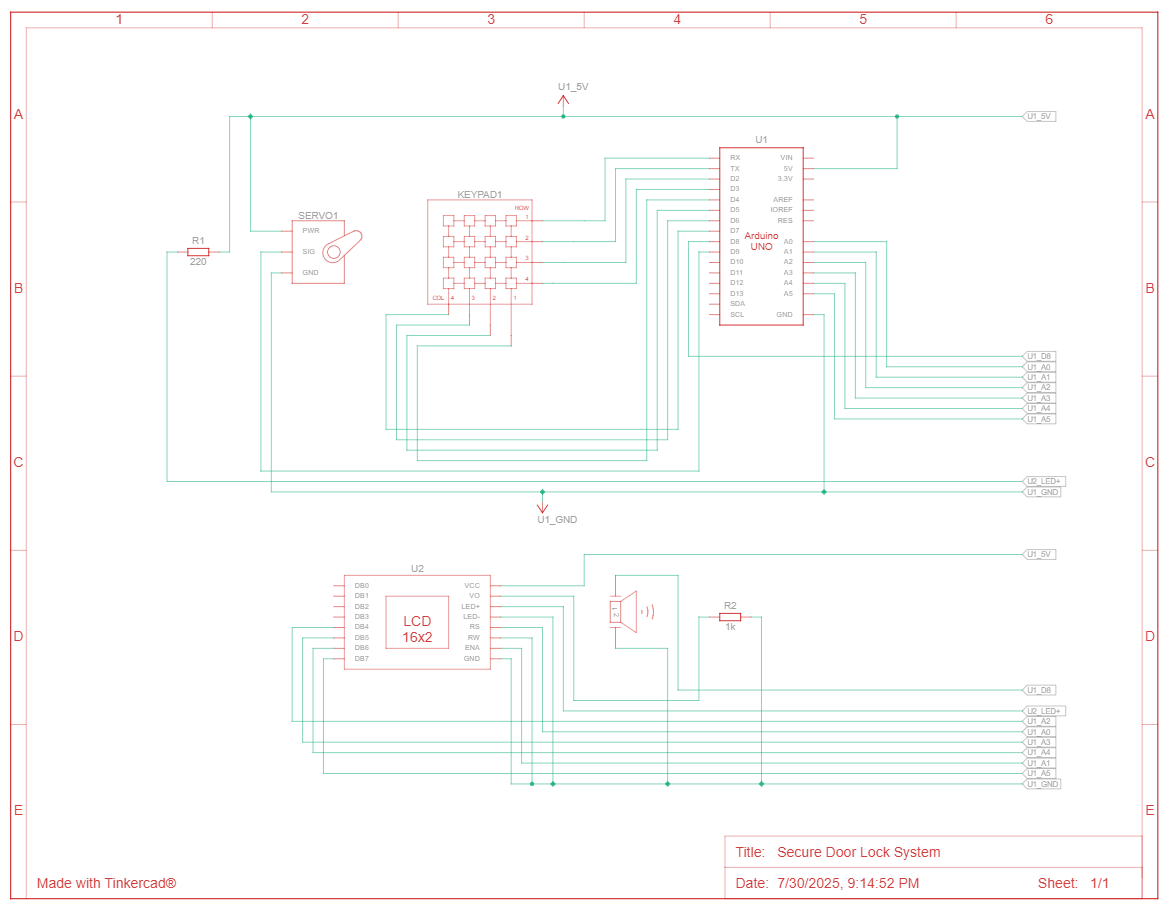 1 2 3 4 5 6
U1_5V
A A
U1_5V
U1
RX VIN
TX 5V
D2 3.3V
D3
D4 AREF
D5 IOREF
D6 RES
D7
D8 A0
D9 A1
D10 A2
D11 A3
D12 A4
D13 A5
SDA
SCL GND
Arduino
UNO
KEYPAD1
ROW
1
2
3
4
COL 4 3 2 1
SERVO1
PWR
SIG
GND
R1
220
B B
U1_D8
U1_A0
U1_A1
U1_A2
U1_A3
U1_A4
U1_A5
C C
U2_LED+
U1_GND
U1_GND
U1_5V
U2
DB0 VCC
DB1 VO
DB2 LED+
DB3 LED-
DB4 RS
DB5 RW
DB6 ENA
DB7 GND
LCD
16x2
1 2
R2
1k
D D
U1_D8
U2_LED+
U1_A2
U1_A0
U1_A3
U1_A4
U1_A1
U1_A5
U1_GND
E E
Title: Secure Door Lock System
Made with Tinkercad®
Date: 7/30/2025, 9:14:52 PM Sheet: 1/1